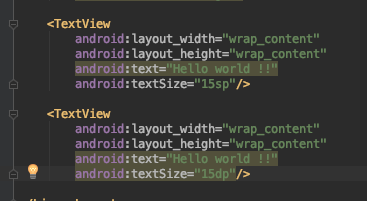 <TextView
android:layout_width="wrap_content"
android:layout_height="wrap_content"
android:text="Hello world !!"
android:textSize="15sp"/>
<TextView
android:layout_width="wrap_content"
android:layout_height="wrap_content"
android:text="Hello world !!"
android:textSize="15dp"/>